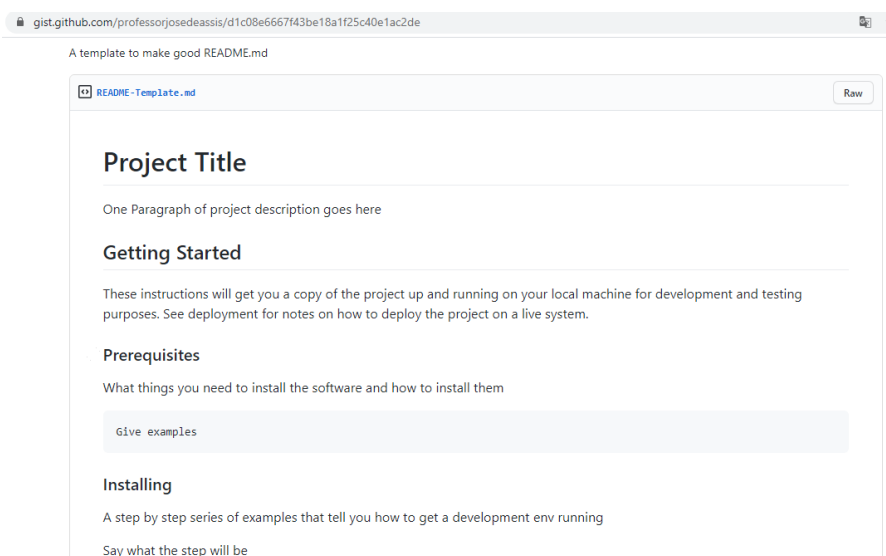 gist.github.com/professorjosedeassis/d1c08e6667f43be18a1f25c40e1ac2de
A template to make good README.md
README-Template.md
Raw
Project Title
One Paragraph of project description goes here
Getting Started
These instructions will get you a copy of the project up and running on your local machine for development and testing
purposes. See deployment for notes on how to deploy the project on a live system.
Prerequisites
What things you need to install the software and how to install them
Give examples
Installing
A step by step series of examples that tell you how to get a development env running
Say what the step will be